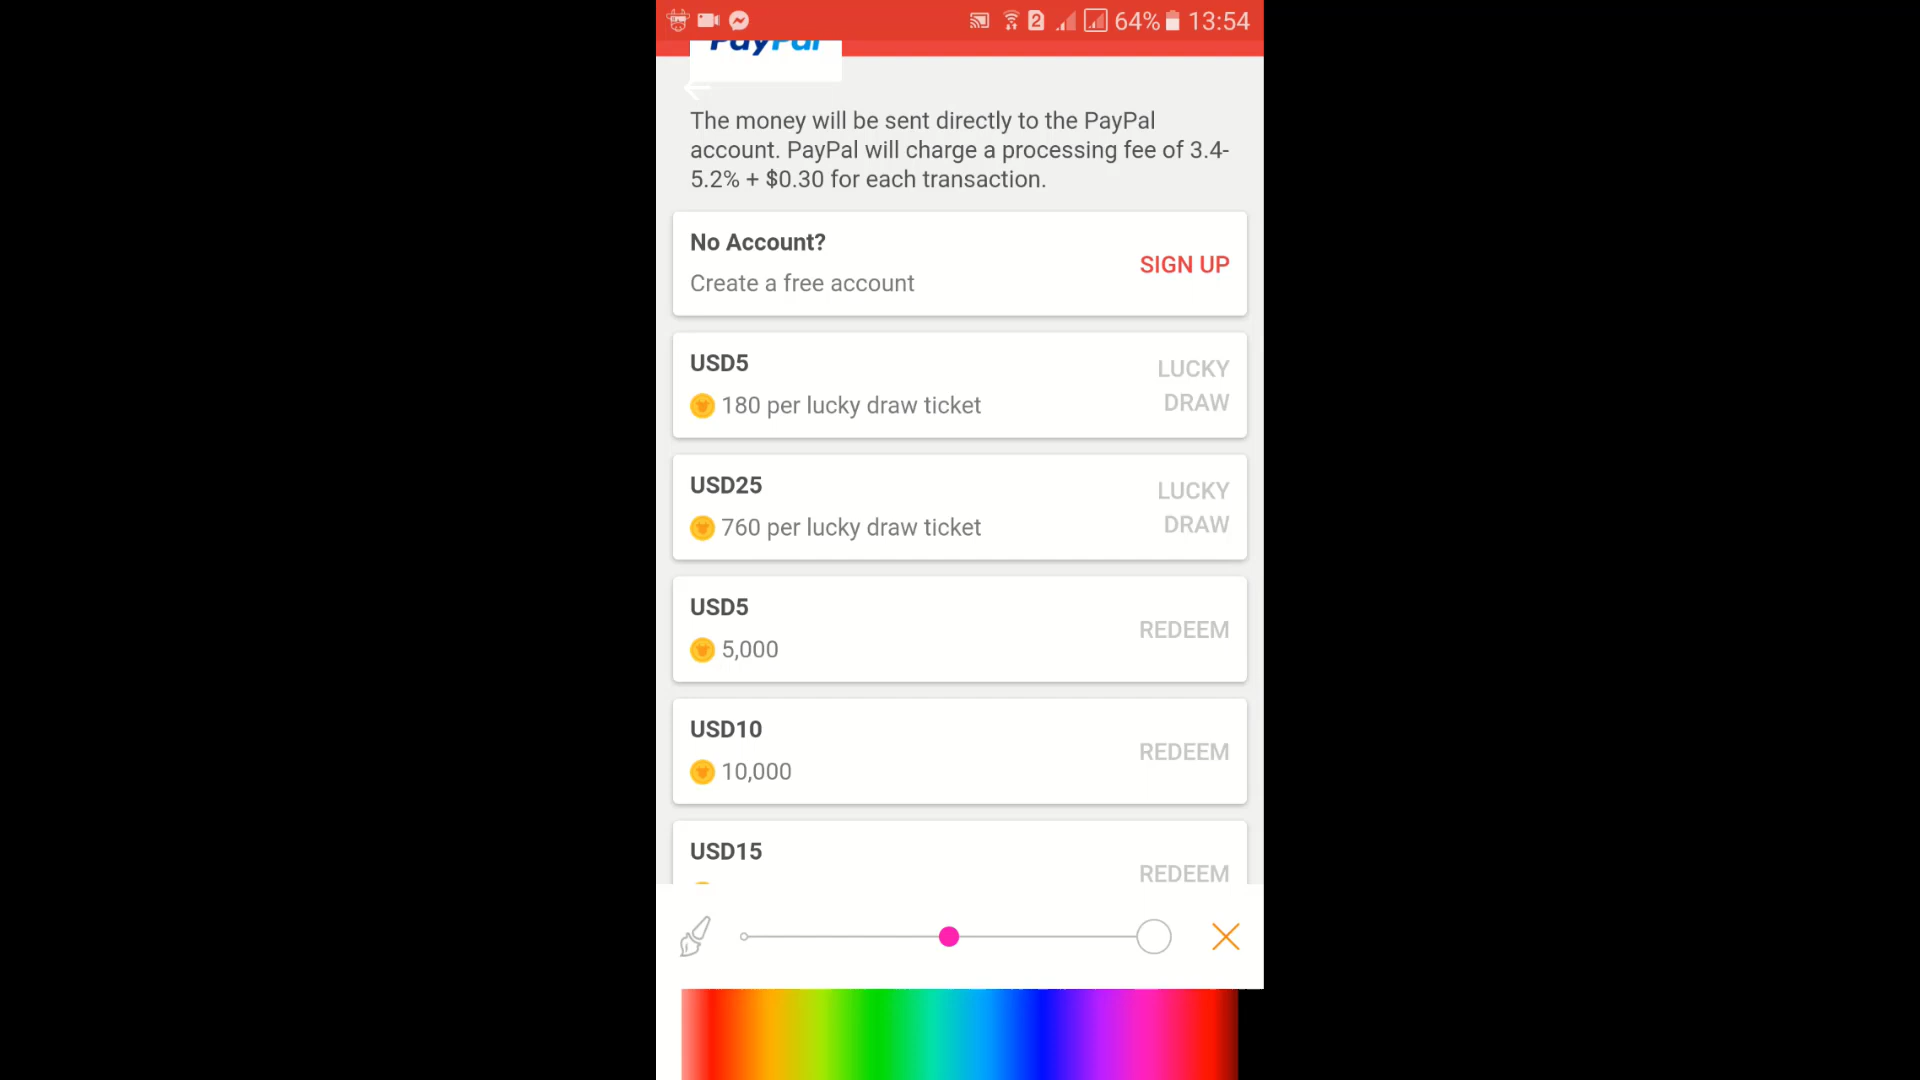 2 64% 13:54
PayPal
The money will be sent directly to the PayPal
account. PayPal will charge a processing fee of 3.4-
5.2% + $0.30 for each transaction.
No Account?
Create a free account
SIGN UP
USD5
180 per lucky draw ticket
LUCKY
DRAW
USD25
760 per lucky draw ticket
LUCKY
DRAW
USD5
5,000
REDEEM
USD10
10,000
REDEEM
USD15
REDEEM